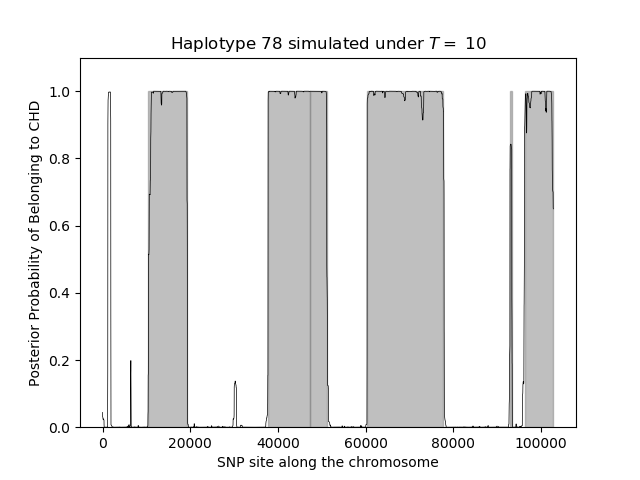 Haplotype 78 simulated under T = 10
Posterior Probability of Belonging to CHD
1.0
0.8
0.6
0.4
0.2
0.0
0 20000 40000 60000 80000 100000
SNP site along the chromosome